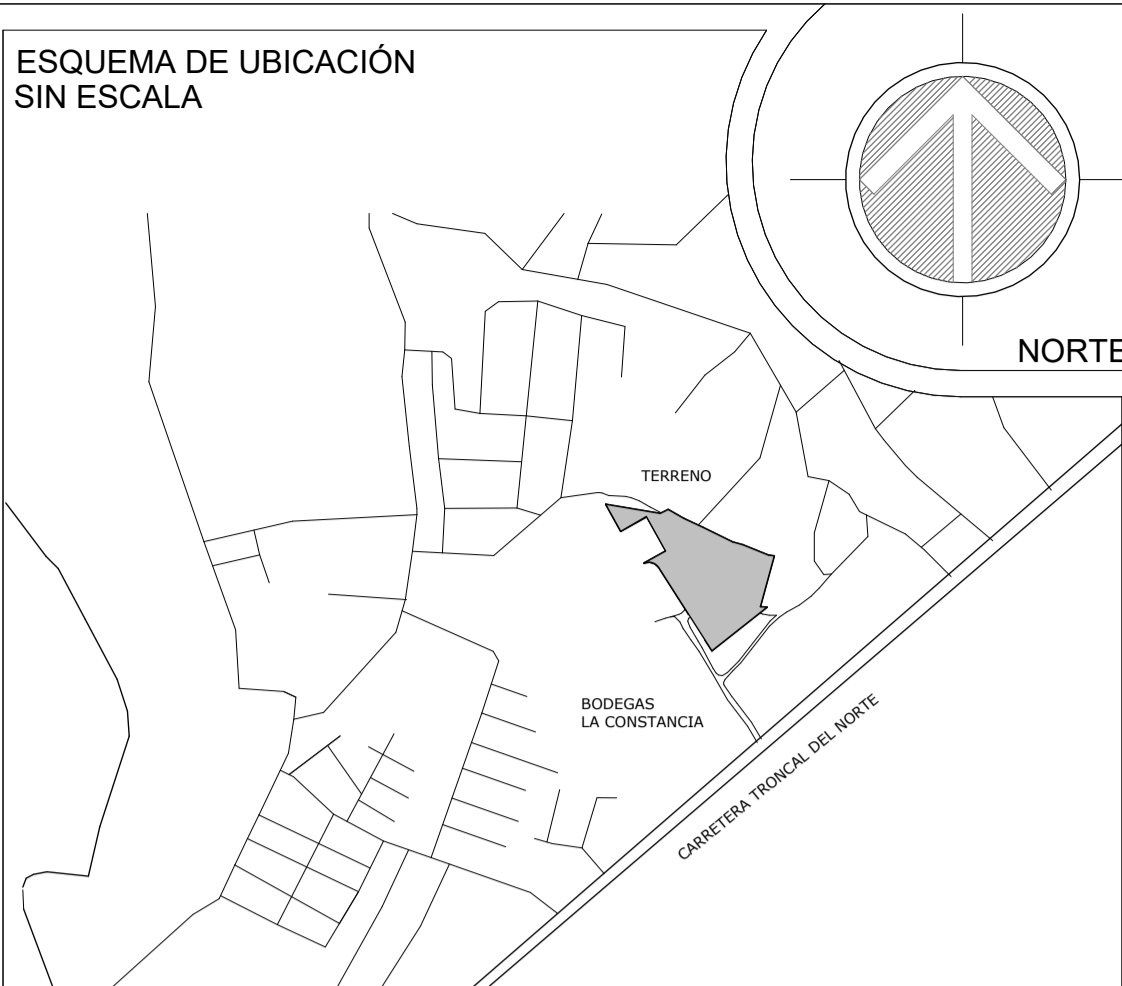 ESQUEMA DE UBICACIÓN
SIN ESCALA
NORTE
TERRENO
BODEGAS
LA CONSTANCIA
CARRETERA TRONCAL DEL NORTE